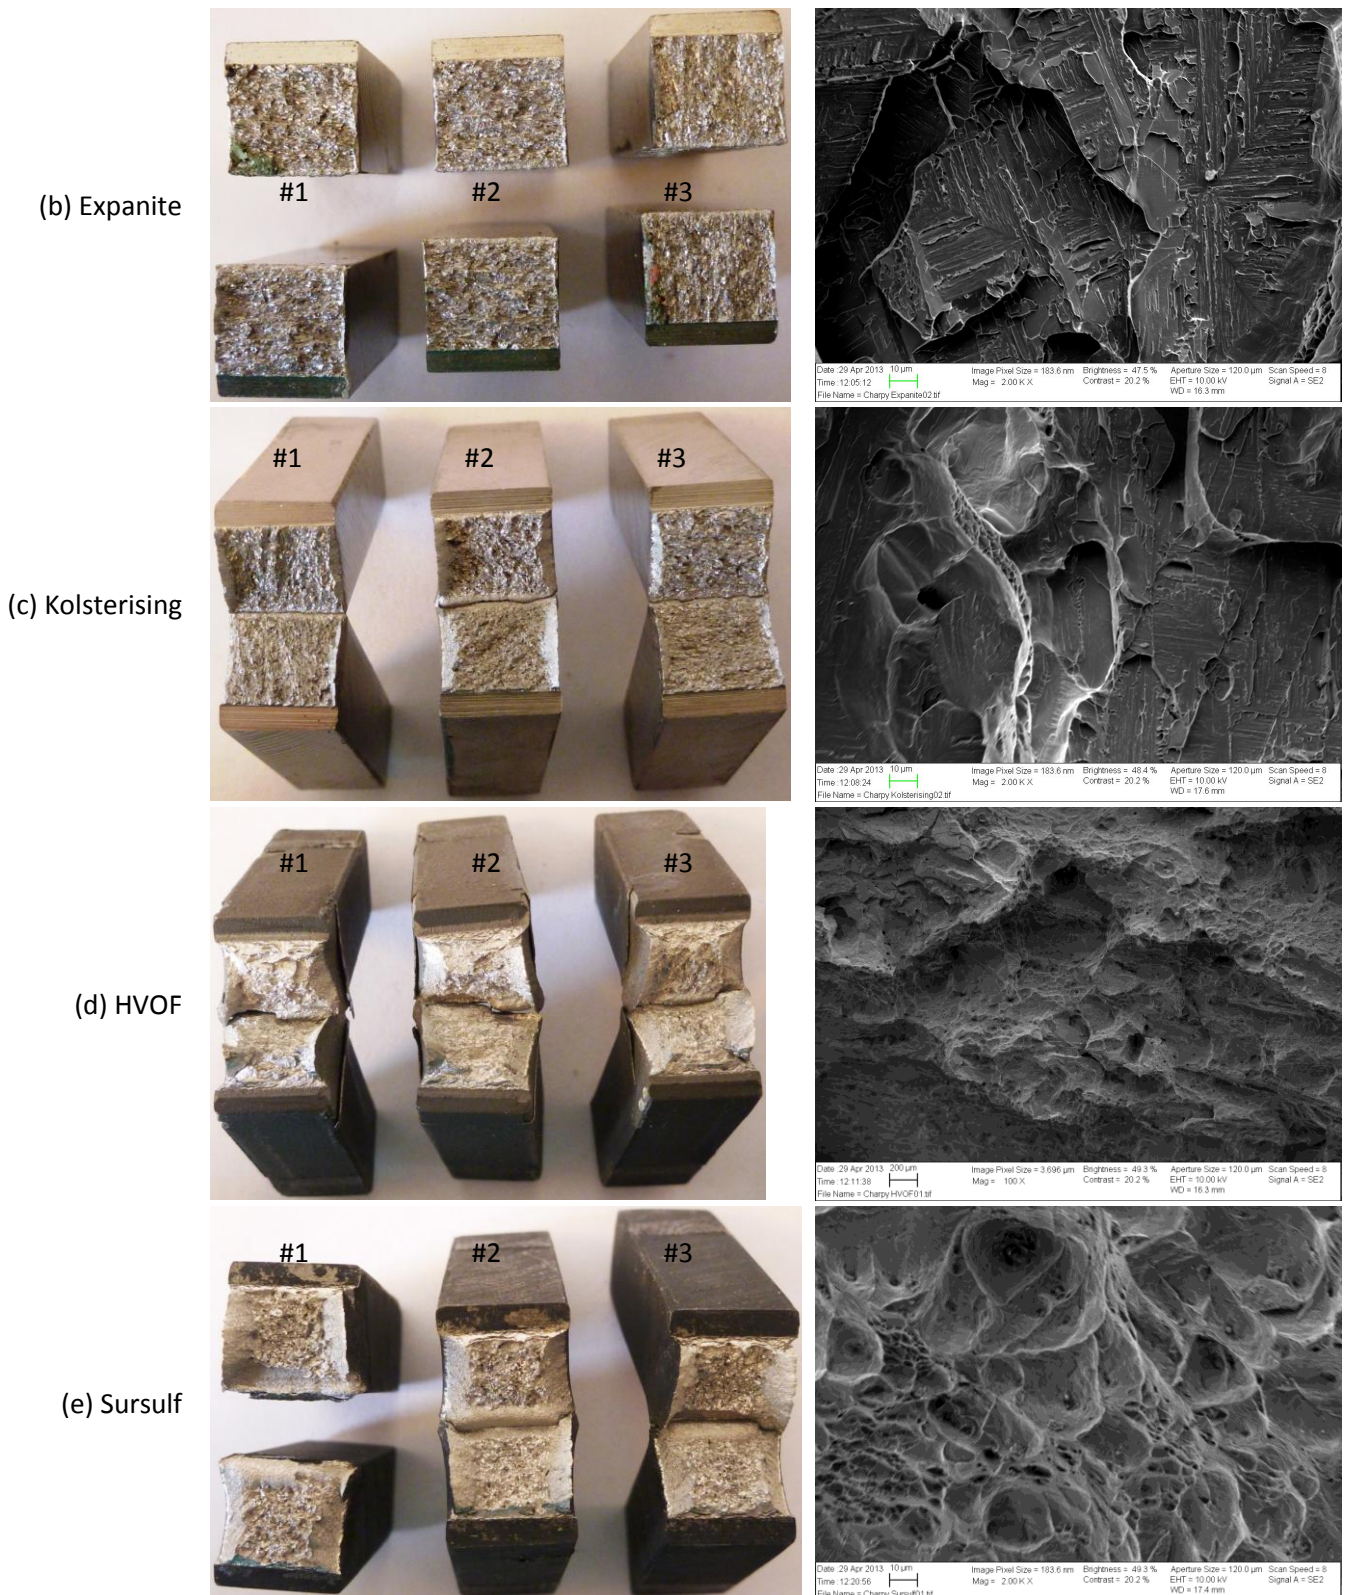 (b) Expanite
#1
#2
#3
Date :29 Apr 2013 10 µm Image Pixel Size = 183.6 nm Brightness = 47.5 % Aperture Size = 120.0 µm Scan Speed = 8
Time :12:05:12 Mag = 2.00 K X Contrast = 20.2 % EHT = 10.00 kV Signal A = SE2
WD = 16.3 mm
File Name = Charpy Expanite02.tif
(c) Kolsterising
#1
#2
#3
Date :29 Apr 2013 10 µm Image Pixel Size = 183.6 nm Brightness = 48.4 % Aperture Size = 120.0 µm Scan Speed = 8
Time :12:08:24 Mag = 2.00 K X Contrast = 20.2 % EHT = 10.00 kV Signal A = SE2
WD = 17.6 mm
File Name = Charpy Kolsterising02.tif
(d) HVOF
#1
#2
#3
Date :29 Apr 2013 200 µm Image Pixel Size = 3.696 µm Brightness = 49.3 % Aperture Size = 120.0 µm Scan Speed = 8
Time :12:11:38 Mag = 100 X Contrast = 20.2 % EHT = 10.00 kV Signal A = SE2
WD = 16.3 mm
File Name = Charpy HVOF01.tif
(e) Sursulf
#1
#2
#3
Date :29 Apr 2013 10 µm Image Pixel Size = 183.6 nm Brightness = 49.3 % Aperture Size = 120.0 µm Scan Speed = 8
Time :12:20:56 Mag = 2.00 K X Contrast = 20.2 % EHT = 10.00 kV Signal A = SE2
WD = 17.4 mm
File Name = Charpy Sursulf01.tif